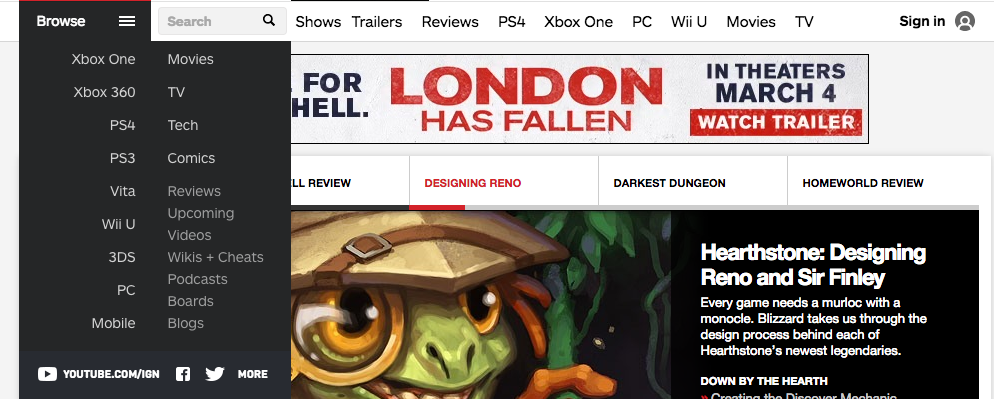 Browse
Search
Shows Trailers Reviews PS4 Xbox One PC Wii U Movies TV
Sign in
Xbox One
Xbox 360
PS4
PS3
Vita
Wii U
3DS
PC
Mobile
Movies
TV
Tech
Comics
Reviews
Upcoming
Videos
Wikis + Cheats
Podcasts
Boards
Blogs
YOUTUBE.COM/IGN
MORE
FOR
HELL.
LONDON
HAS FALLEN
IN THEATERS
MARCH 4
WATCH TRAILER
LL REVIEW
DESIGNING RENO
DARKEST DUNGEON
HOMEWORLD REVIEW
Hearthstone: Designing
Reno and Sir Finley
Every game needs a murloc with a
monocle. Blizzard takes us through the
design process behind each of
Hearthstone's newest legendaries.
DOWN BY THE HEARTH
» Creating the Discover Mechanic